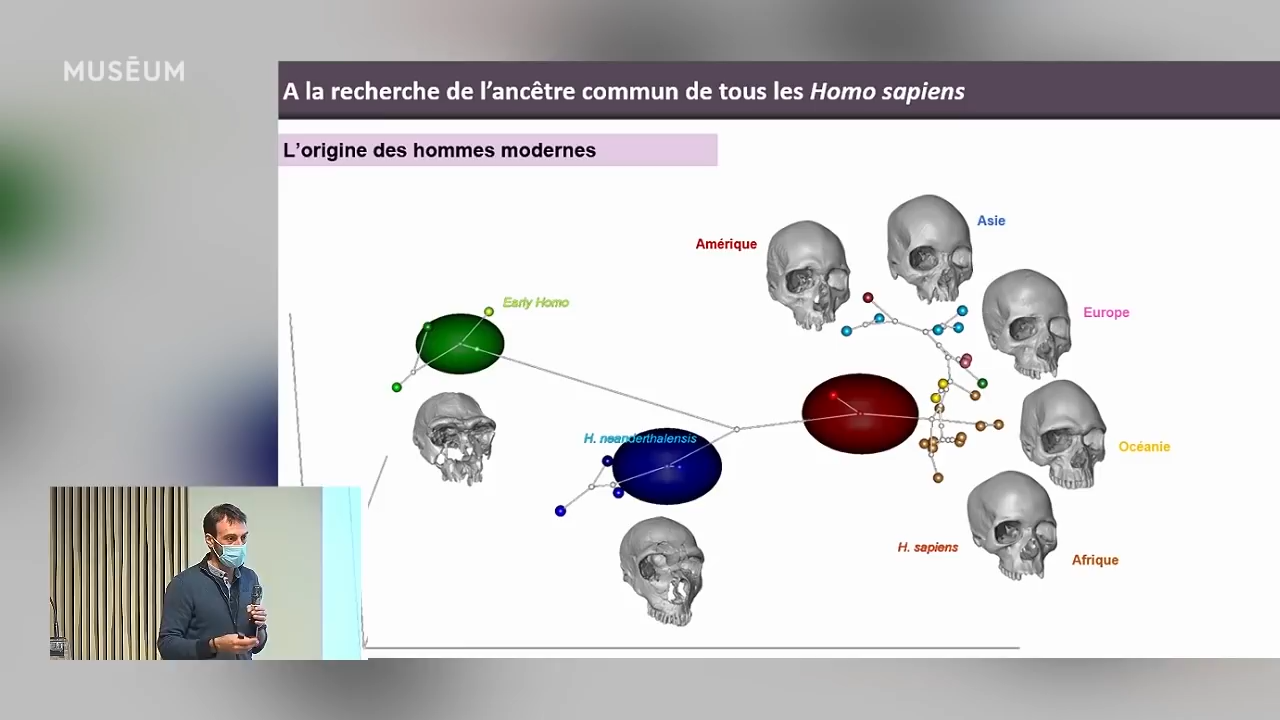 MUSĒUM
A la recherche de l'ancêtre commun de tous les Homo sapiens
L'origine des hommes modernes
Asie
Amérique
Early Homo
Europe
H. neanderthalensis
Océanie
H. sapiens
Afrique